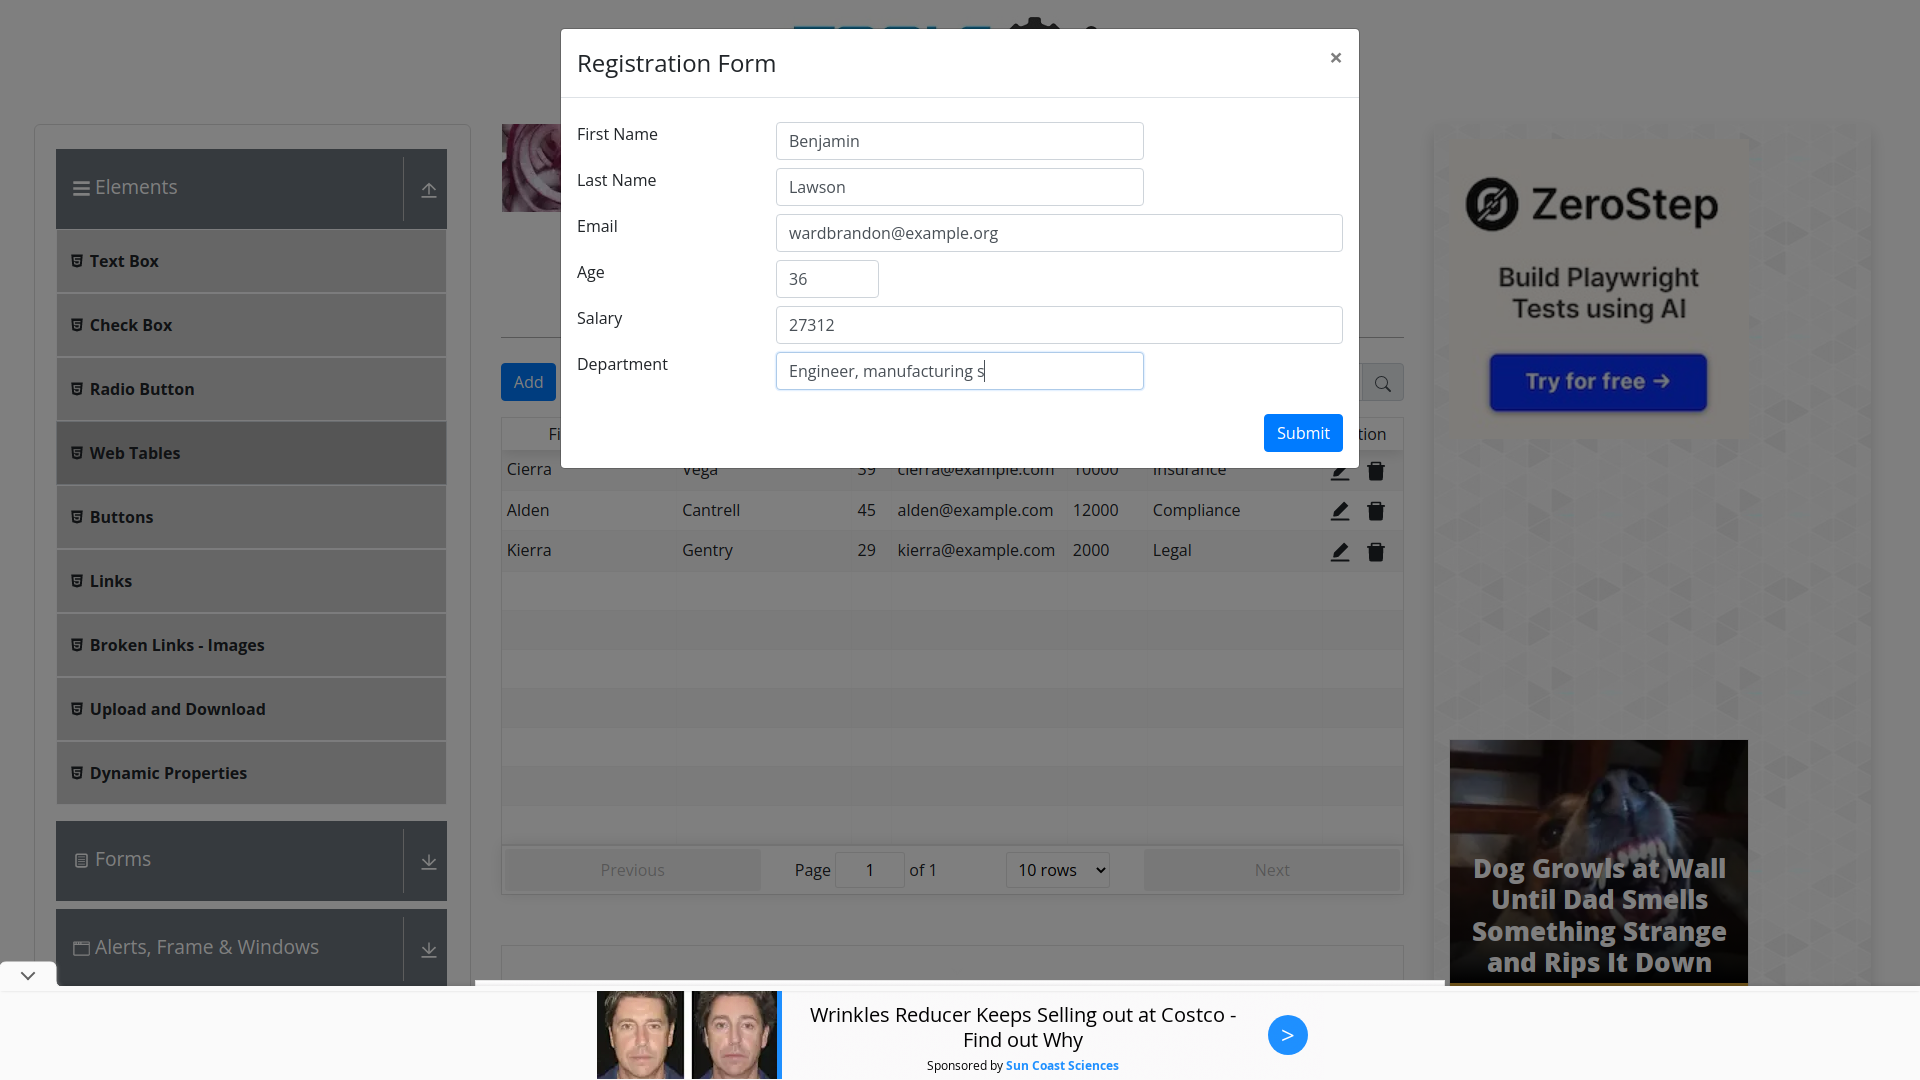 Registration Form
×
First Name
Benjamin
Last Name
Lawson
Email
wardbrandon@example.org
Age
36
Salary
27312
Department
Engineer, manufacturing s
Submit
Elements
Text Box
Check Box
Radio Button
Web Tables
Buttons
Links
Broken Links - Images
Upload and Download
Dynamic Properties
Forms
Alerts, Frame & Windows
Add
Cierra Vega 39 cierra@example.com 10000 Insurance
Alden Cantrell 45 alden@example.com 12000 Compliance
Kierra Gentry 29 kierra@example.com 2000 Legal
Previous
Page 1 of 1
10 rows
Next
ZeroStep
Build Playwright
Tests using AI
Try for free →
Dog Growls at Wall
Until Dad Smells
Something Strange
and Rips It Down
Wrinkles Reducer Keeps Selling out at Costco -
Find out Why
Sponsored by Sun Coast Sciences
>